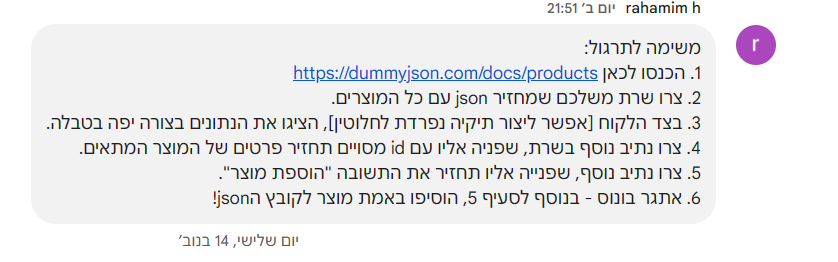 rahamim h יום ב׳ 21:51
r
משימה לתרגול:
1. הכנסו לכאן https://dummyjson.com/docs/products
2. צרו שרת משלכם שמחזיר json עם כל המוצרים.
3. בצד הלקוח [אפשר ליצור תיקיה נפרדת לחלוטין], הציגו את הנתונים בצורה יפה בטבלה.
4. צרו נתיב נוסף בשרת, שפניה אליו עם id מסויים תחזיר פרטים של המוצר המתאים.
5. צרו נתיב נוסף, שפנייה אליו תחזיר את התשובה "הוספת מוצר".
6. אתגר בונוס - בנוסף לסעיף 5, הוסיפו באמת מוצר לקובץ הjson!
יום שלישי, 14 בנוב׳